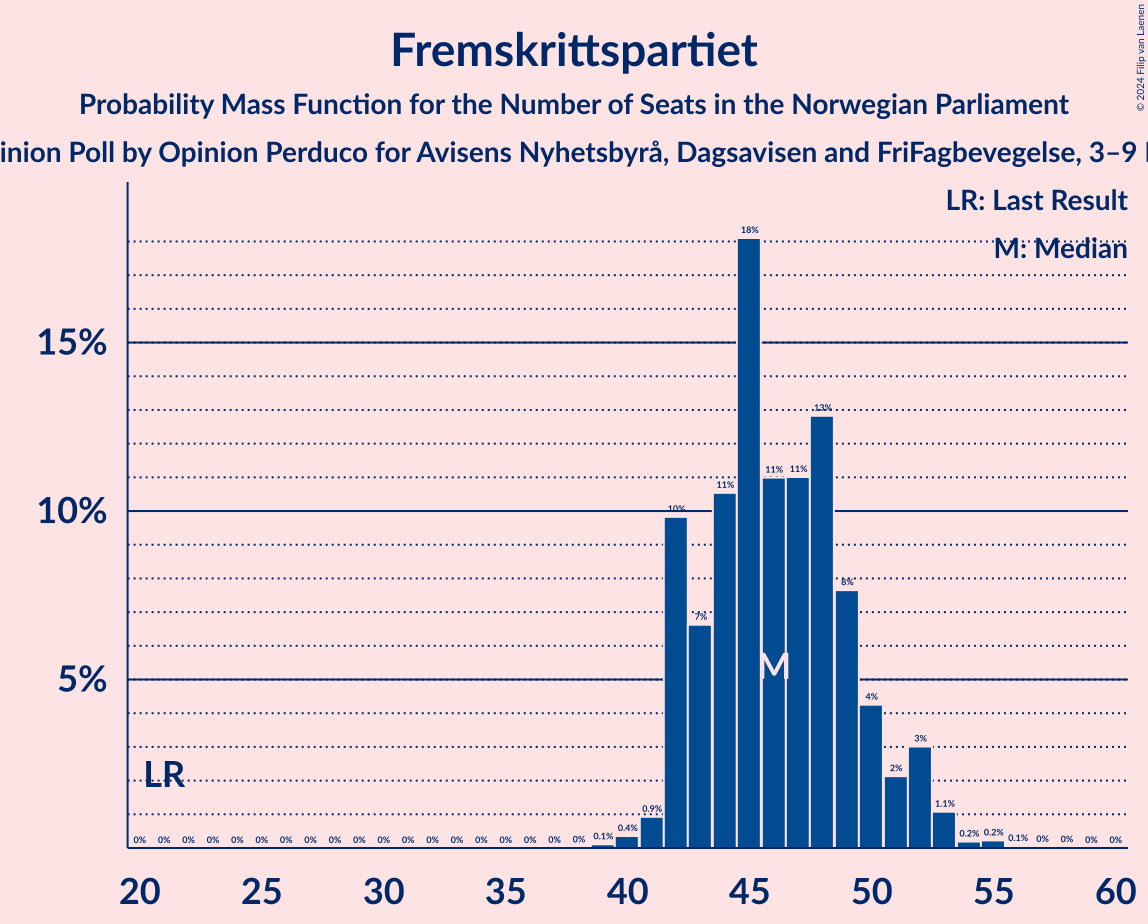 Fremskrittspartiet
Probability Mass Function for the Number of Seats in the Norwegian Parliament
inion Poll by Opinion Perduco for Avisens Nyhetsbyrå, Dagsavisen and FriFagbevegelse, 3–9
© 2024 Filip van Laenen
LR: Last Result
M: Median
18%
15%
13%
11% 11%
11%
10%
10%
8%
7%
M
5%
4%
3%
2%
LR
1.1%
0.9%
0.4%
0.2% 0.2%
0% 0% 0% 0% 0% 0% 0% 0% 0% 0% 0% 0% 0% 0% 0% 0% 0% 0% 0% 0.1% 0.1% 0% 0% 0% 0%
20 25 30 35 40 45 50 55 60